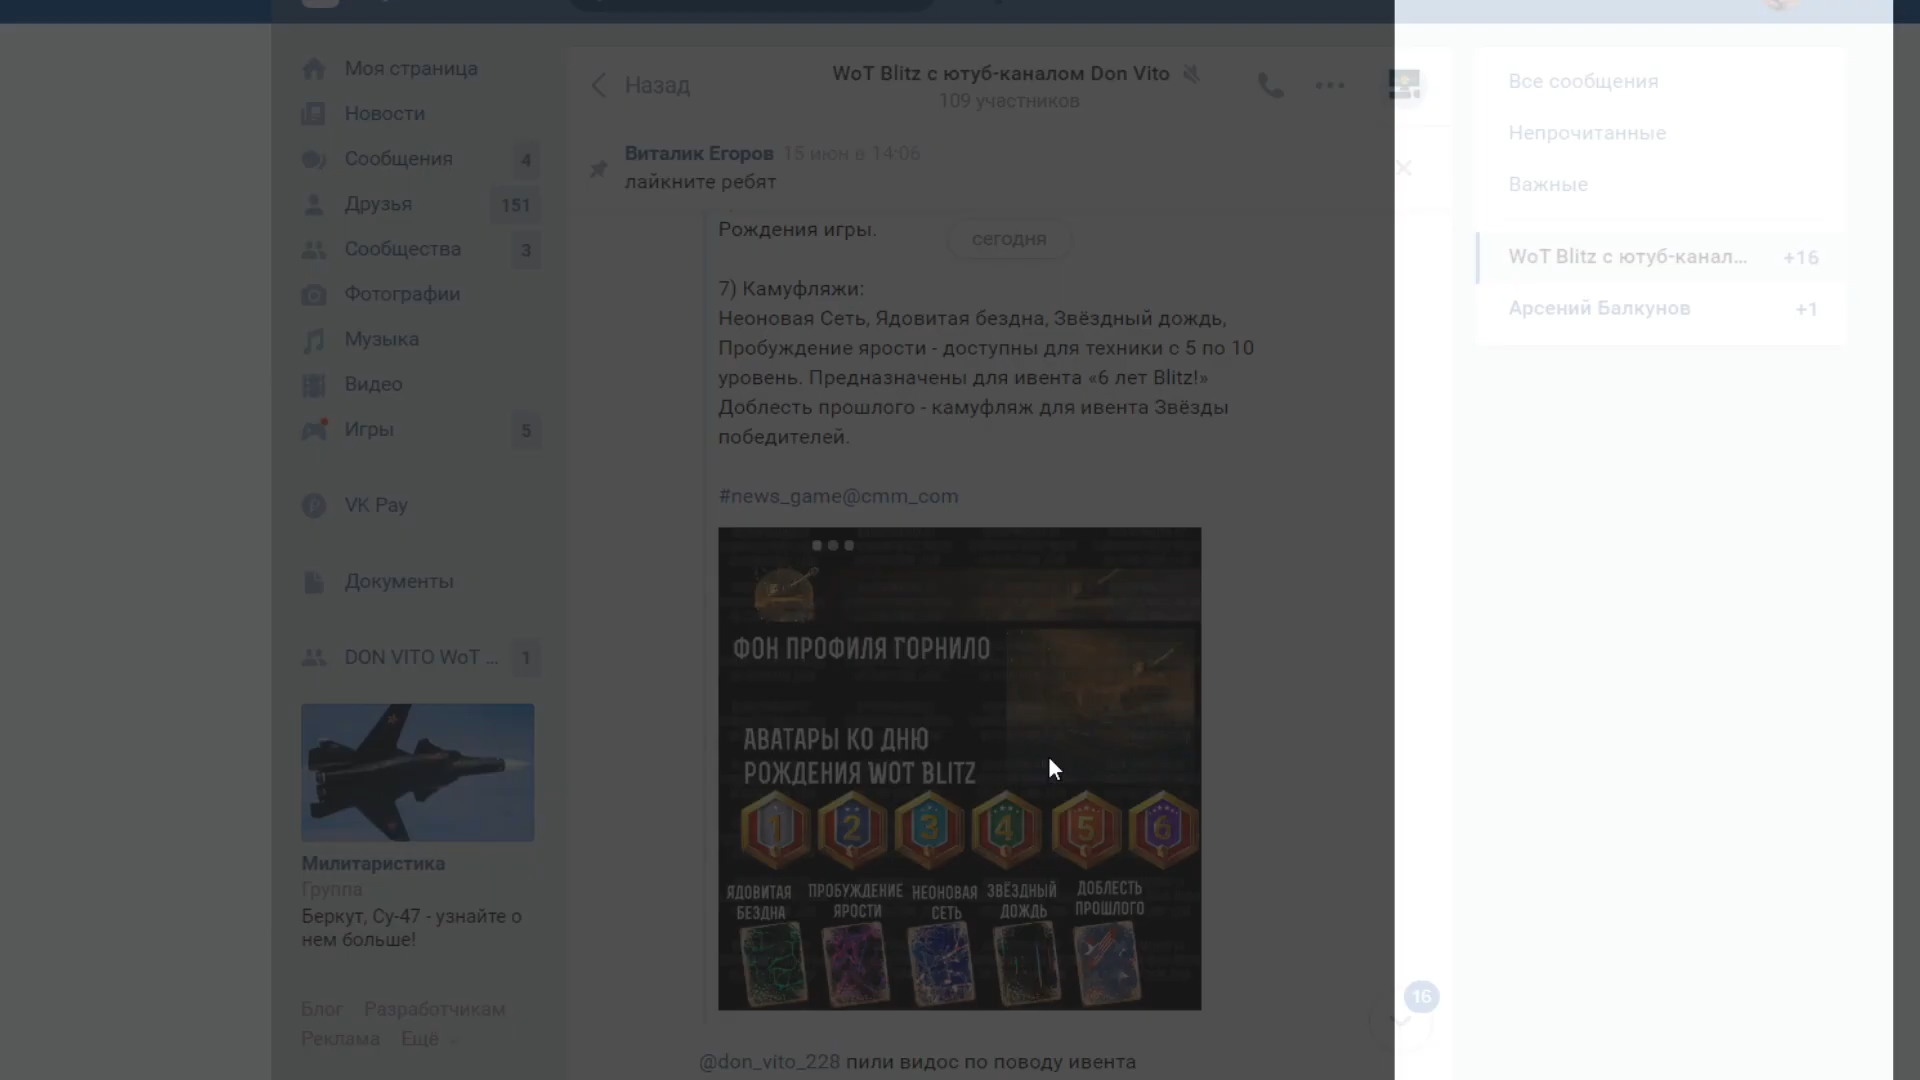 Моя страница
Новости
Сообщения 4
Друзья 151
Сообщества 3
Фотографии
Музыка
Видео
Игры 5
VK Pay
Документы
DON VITO WoT ... 1
Милитаристика
Группа
Беркут, Су-47 - узнайте о
нем больше!
Блог Разработчикам
Реклама Ещё
Назад
WoT Blitz с ютуб-каналом Don Vito
109 участников
Виталик Егоров 15 июн в 14:06
лайкните ребят
Рождения игры.
сегодня
7) Камуфляжи:
Неоновая Сеть, Ядовитая бездна, Звёздный дождь,
Пробуждение ярости - доступны для техники с 5 по 10
уровень. Предназначены для ивента «6 лет Blitz!»
Доблесть прошлого - камуфляж для ивента Звёзды
победителей.
#news_game@cmm_com
ФОН ПРОФИЛЯ ГОРНИЛО
АВАТАРЫ КО ДНЮ
РОЖДЕНИЯ WOT BLITZ
1 2 3 4 5 6
ЯДОВИТАЯ
БЕЗДНА
ПРОБУЖДЕНИЕ
ЯРОСТИ
НЕОНОВАЯ
СЕТЬ
ЗВЁЗДНЫЙ
ДОЖДЬ
ДОБЛЕСТЬ
ПРОШЛОГО
@don_vito_228 пили видос по поводу ивента
16
Все сообщения
Непрочитанные
Важные
WoT Blitz с ютуб-канал... +16
Арсений Балкунов +1